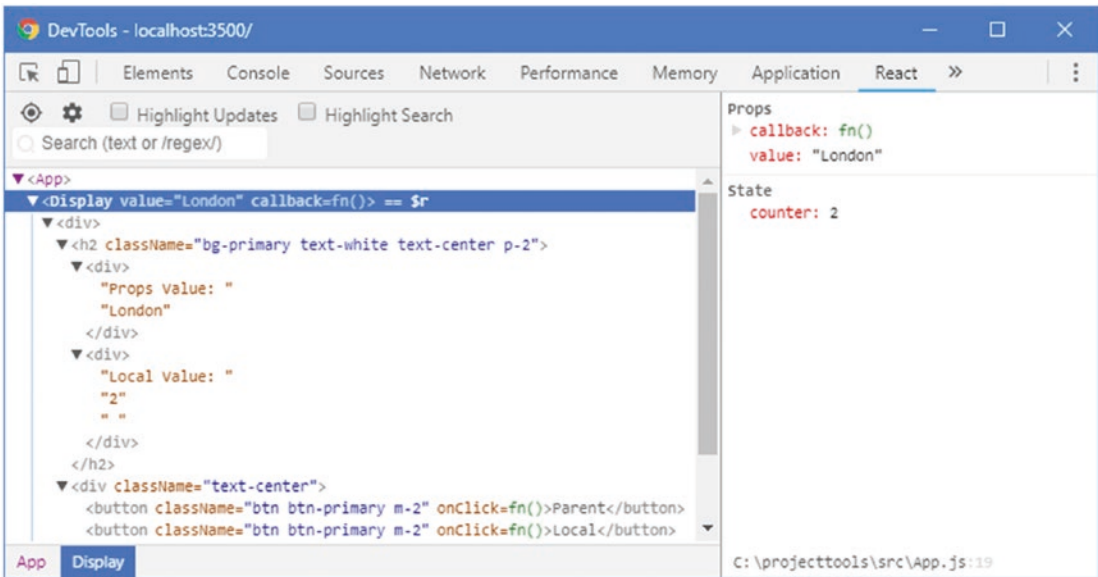 DevTools - localhost:3500/
Elements Console Sources Network Performance Memory Application React »
Highlight Updates Highlight Search
Search (text or /regex/)
▼<App>
▼<Display value="London" callback=fn()> == $r
▼<div>
▼<h2 className="bg-primary text-white text-center p-2">
▼<div>
"Props Value: "
"London"
</div>
▼<div>
"Local Value: "
"2"
" "
</div>
</h2>
▼<div className="text-center">
<button className="btn btn-primary m-2" onClick=fn()>Parent</button>
<button className="btn btn-primary m-2" onClick=fn()>Local</button>
App Display
Props
callback: fn()
value: "London"
State
counter: 2
C:\projecttools\src\App.js:19